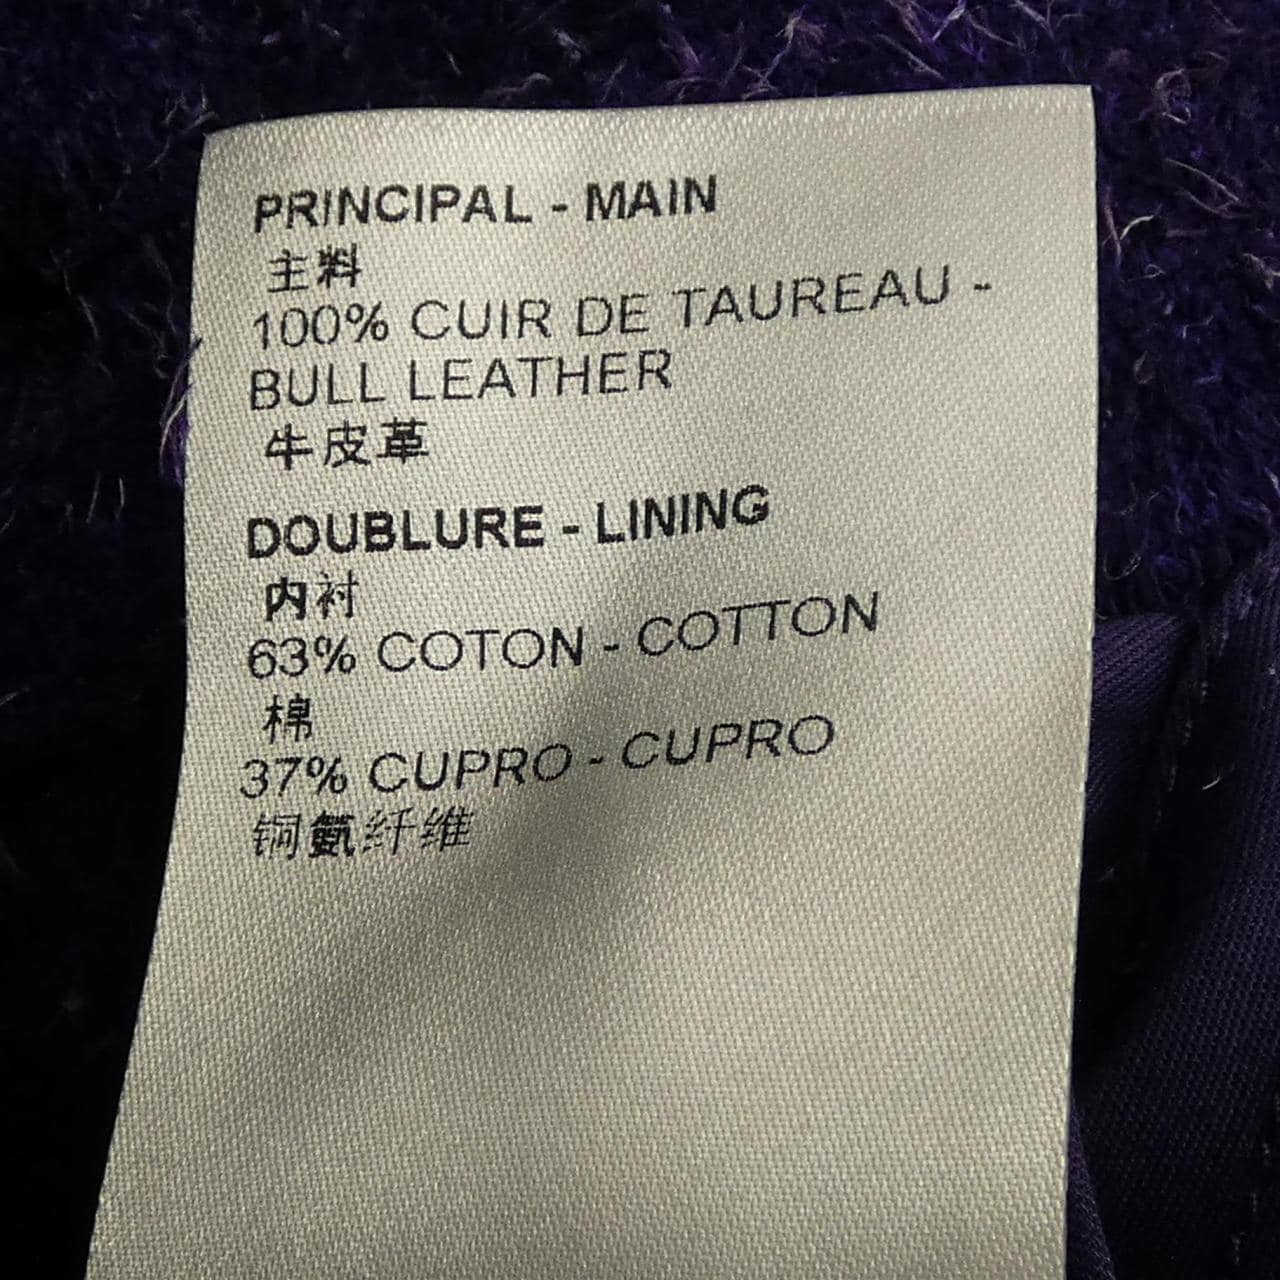 PRINCIPAL - MAIN
主料
100% CUIR DE TAUREAU -
BULL LEATHER
牛皮革
DOUBLURE - LINING
内衬
63% COTON - COTTON
棉
37% CUPRO - CUPRO
铜氨纤维